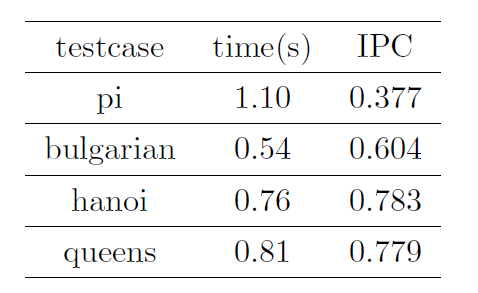 testcase time(s) IPC
pi 1.10 0.377
bulgarian 0.54 0.604
hanoi 0.76 0.783
queens 0.81 0.779